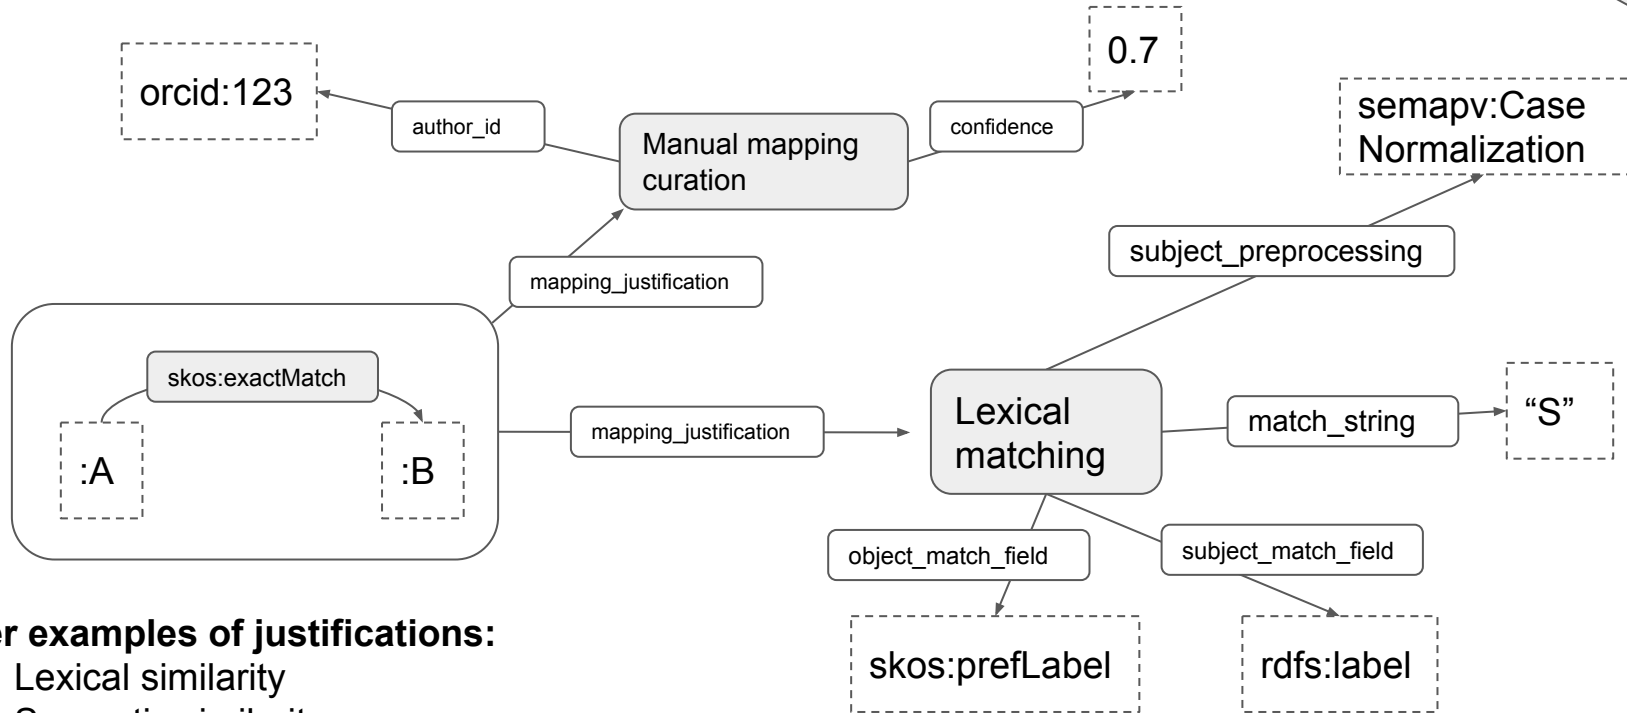 0.7
orcid:123
author_id
confidence
semapv:Case
Normalization
Manual mapping
curation
subject_preprocessing
mapping_justification
skos:exactMatch
:A
:B
mapping_justification
Lexical
matching
match_string
“S”
object_match_field
subject_match_field
skos:prefLabel
rdfs:label
examples of justifications:
Lexical similarity